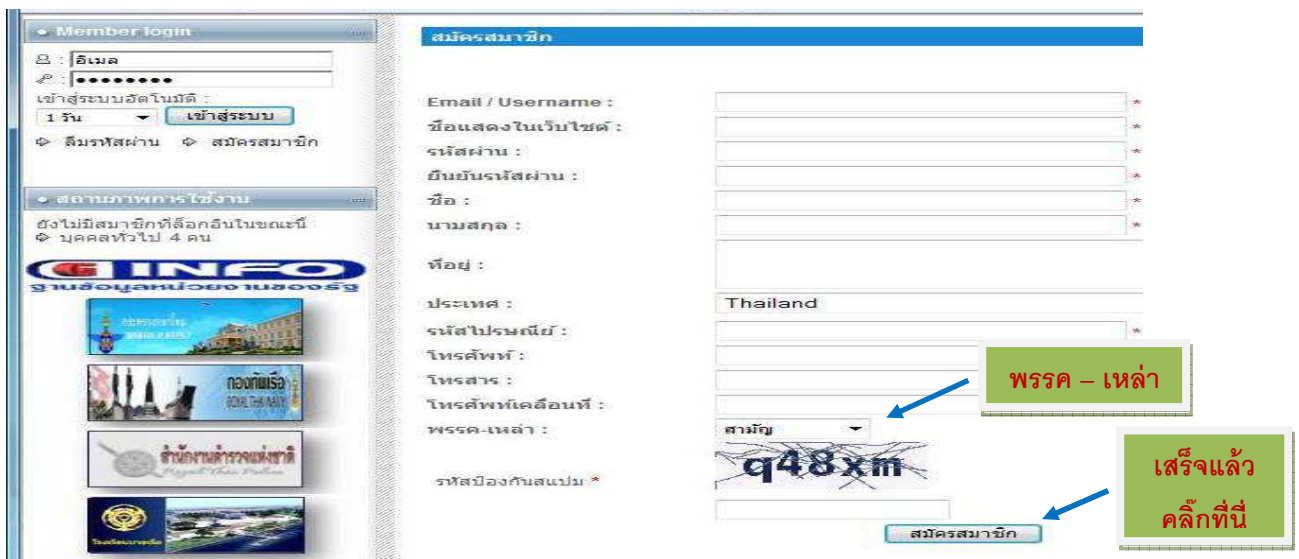 Member login
อีเมล
เข้าสู่ระบบอัตโนมัติ :
1 วัน
เข้าสู่ระบบ
ลืมรหัสผ่าน สมัครสมาชิก
สถานภาพการใช้งาน
ยังไม่มีสมาชิกที่ล็อกอินในขณะนี้
บุคคลทั่วไป 4 คน
G INFO
ฐานข้อมูลหน่วยงานของรัฐ
กองทัพเรือ
ROYAL THAI NAVY
สำนักงานตำรวจแห่งชาติ
Royal Thai Police
โรงเรียนนายเรือ
สมัครสมาชิก
Email / Username : *
ชื่อแสดงในเว็บไซต์ : *
รหัสผ่าน : *
ยืนยันรหัสผ่าน : *
ชื่อ : *
นามสกุล : *
ที่อยู่ :
ประเทศ : Thailand
รหัสไปรษณีย์ : *
โทรศัพท์ :
โทรสาร :
โทรศัพท์เคลื่อนที่ :
พรรค-เหล่า : สามัญ
q48xm
รหัสป้องกันสแปม *
สมัครสมาชิก
พรรค – เหล่า
เสร็จแล้ว
คลิ๊กที่นี่